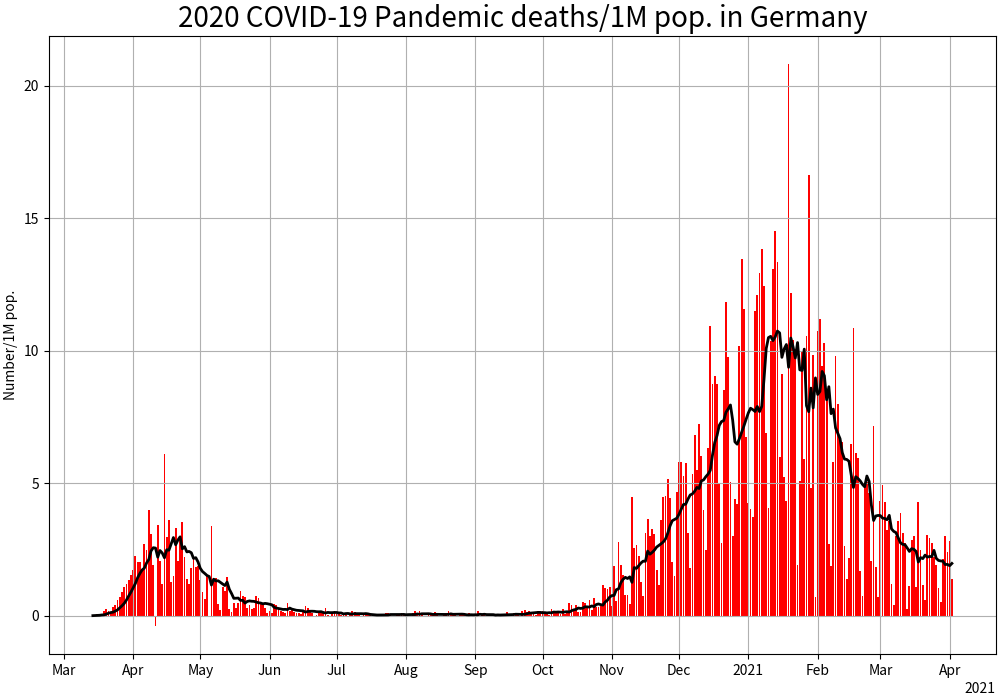 2020 COVID-19 Pandemic deaths/1M pop. in Germany
Number/1M pop.
20
15
10
5
0
Mar Apr May Jun Jul Aug Sep Oct Nov Dec 2021 Feb Mar Apr
2021